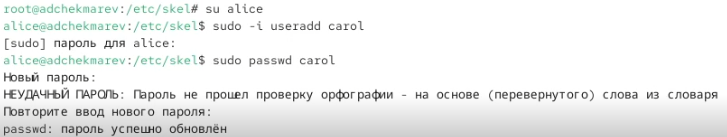 root@adchekmarev:/etc/skel# su alice
alice@adchekmarev:/etc/skel$ sudo -i useradd carol
[sudo] пароль для alice:
alice@adchekmarev:/etc/skel$ sudo passwd carol
Новый пароль:
НЕУДАЧНЫЙ ПАРОЛЬ: Пароль не прошел проверку орфографии - на основе (перевернутого) слова из словаря
Повторите ввод нового пароля:
passwd: пароль успешно обновлён